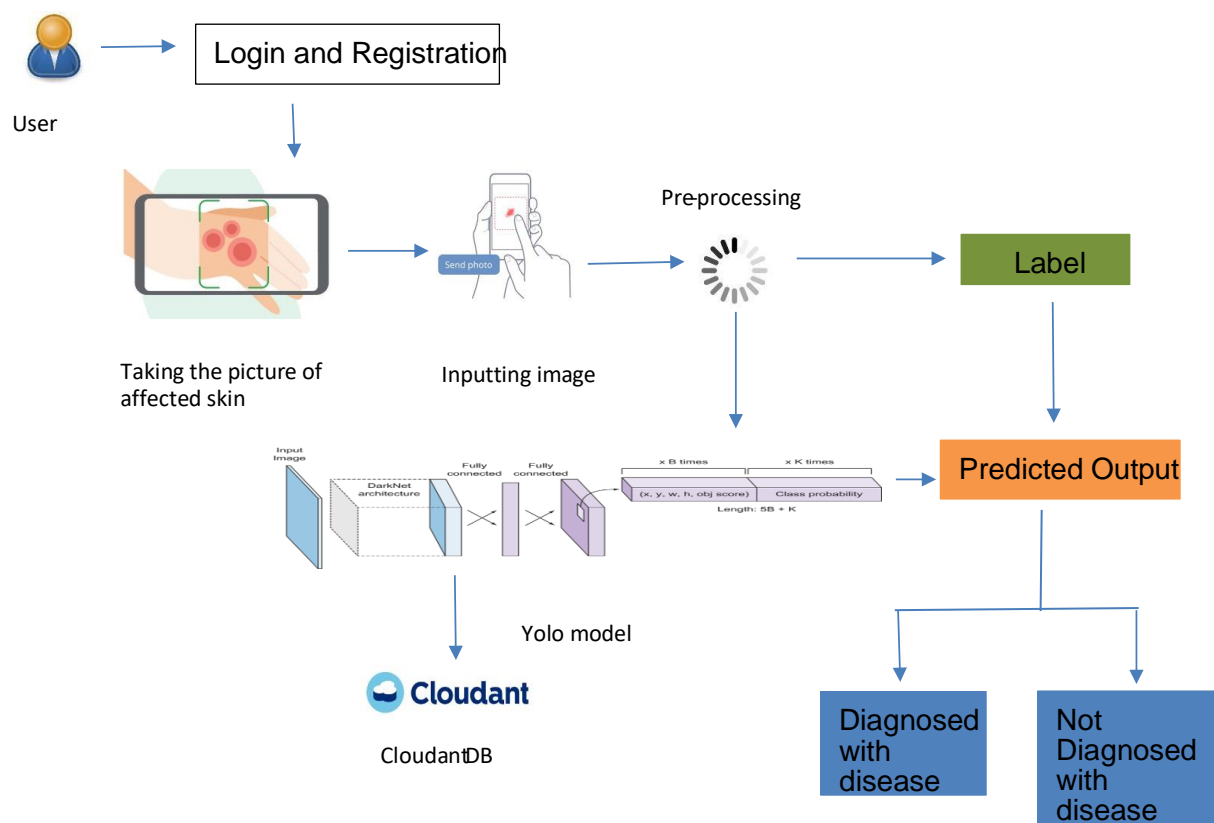 Login and Registration
User
Pre-processing
Send photo
Label
Taking the picture of
affected skin
Inputting image
Input
Image
DarkNet
architecture
Fully
connected
Fully
connected
x B times
x K times
(x, y, w, h, obj score)
Class probability
Length: 5B + K
Predicted Output
Yolo model
Cloudant
CloudantDB
Diagnosed
with
disease
Not
Diagnosed
with
disease